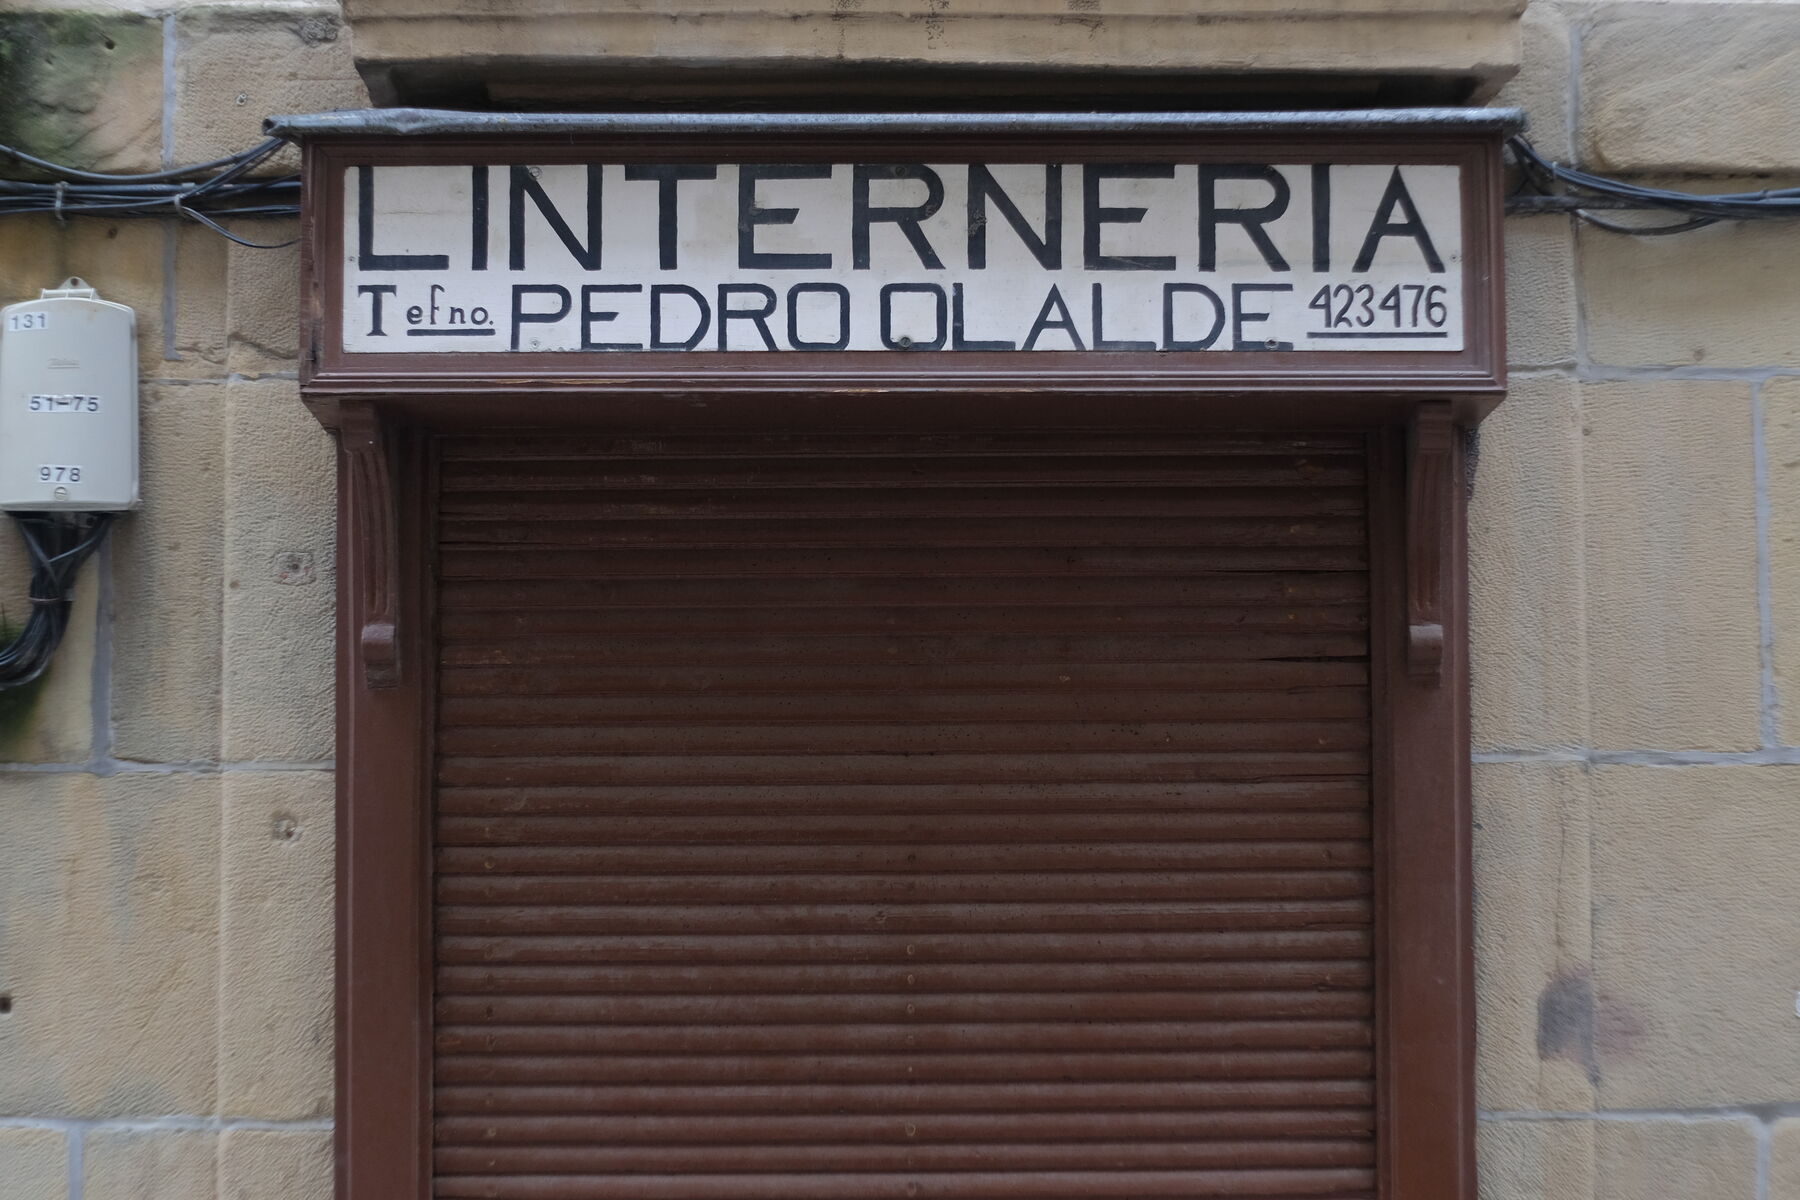 LINTERNERIA
Tefno. PEDRO OLALDE 423476
131
51-75
978